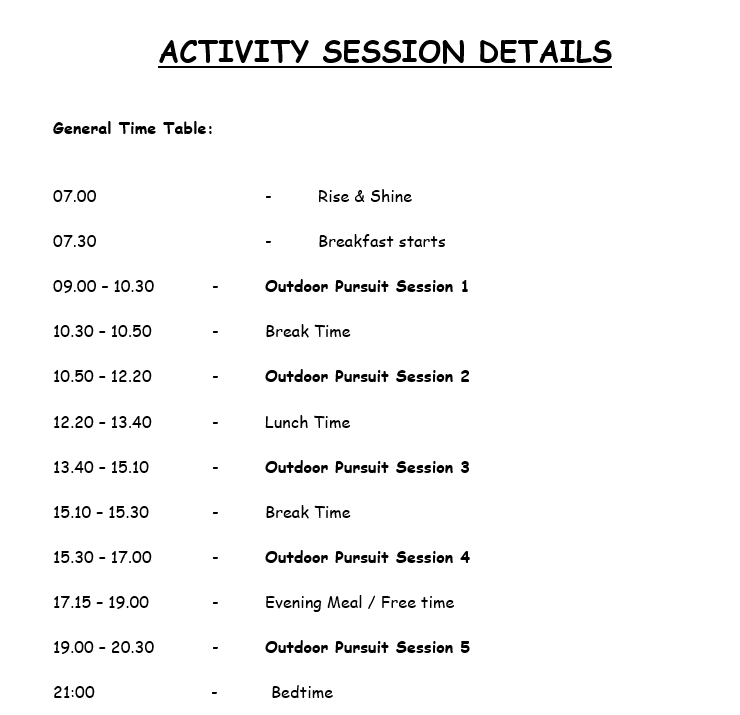 ACTIVITY SESSION DETAILS
General Time Table:
07.00 - Rise & Shine
07.30 - Breakfast starts
09.00 – 10.30 - Outdoor Pursuit Session 1
10.30 – 10.50 - Break Time
10.50 – 12.20 - Outdoor Pursuit Session 2
12.20 – 13.40 - Lunch Time
13.40 – 15.10 - Outdoor Pursuit Session 3
15.10 – 15.30 - Break Time
15.30 – 17.00 - Outdoor Pursuit Session 4
17.15 – 19.00 - Evening Meal / Free time
19.00 – 20.30 - Outdoor Pursuit Session 5
21:00 - Bedtime